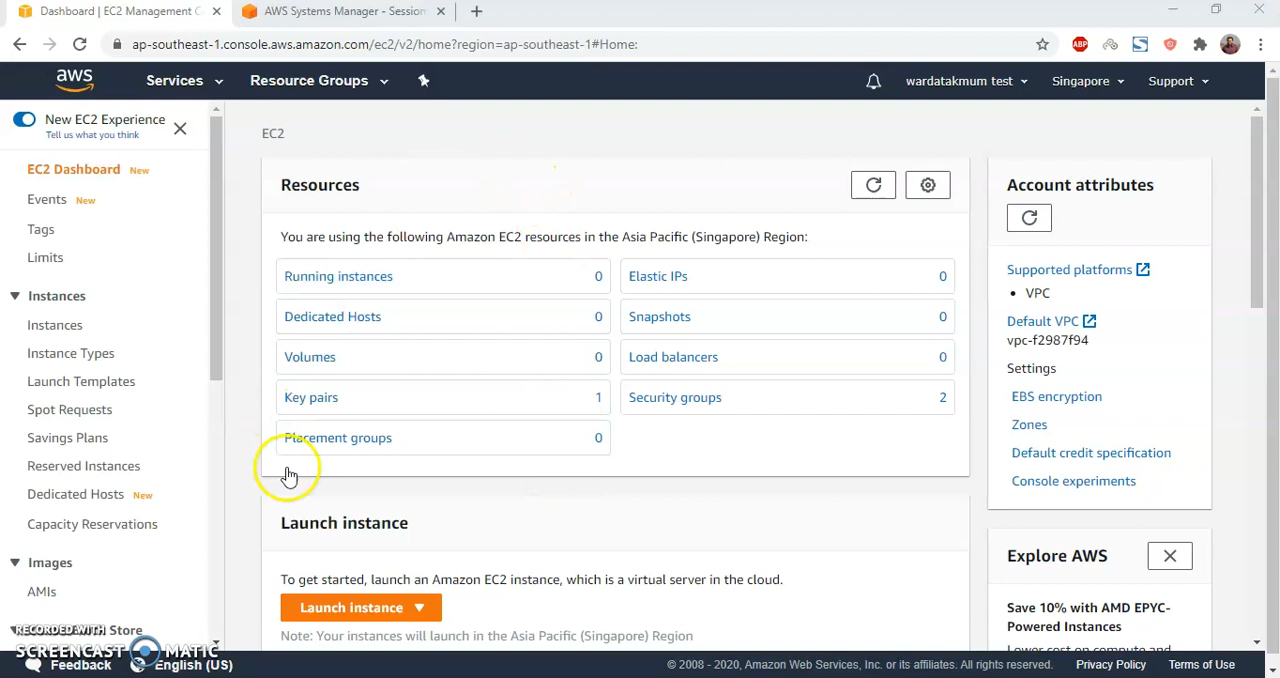 Dashboard | EC2 Management C
AWS Systems Manager - Session
ap-southeast-1.console.aws.amazon.com/ec2/v2/home?region=ap-southeast-1#Home:
ABP
aws
Services
Resource Groups
wardatakmum test
Singapore
Support
New EC2 Experience
Tell us what you think
EC2 Dashboard New
Events New
Tags
Limits
Instances
Instances
Instance Types
Launch Templates
Spot Requests
Savings Plans
Reserved Instances
Dedicated Hosts New
Capacity Reservations
Images
AMIs
Store
EC2
Resources
You are using the following Amazon EC2 resources in the Asia Pacific (Singapore) Region:
Running instances 0
Elastic IPs 0
Dedicated Hosts 0
Snapshots 0
Volumes 0
Load balancers 0
Key pairs 1
Security groups 2
Placement groups 0
Launch instance
To get started, launch an Amazon EC2 instance, which is a virtual server in the cloud.
Launch instance
Note: Your instances will launch in the Asia Pacific (Singapore) Region
Account attributes
Supported platforms
VPC
Default VPC
vpc-f2987f94
Settings
EBS encryption
Zones
Default credit specification
Console experiments
Explore AWS
Save 10% with AMD EPYC-
Powered Instances
Lower cost on compute and
RECORDED WITH
SCREENCAST MATIC
Feedback
English (US)
© 2008 - 2020, Amazon Web Services, Inc. or its affiliates. All rights reserved.
Privacy Policy
Terms of Use